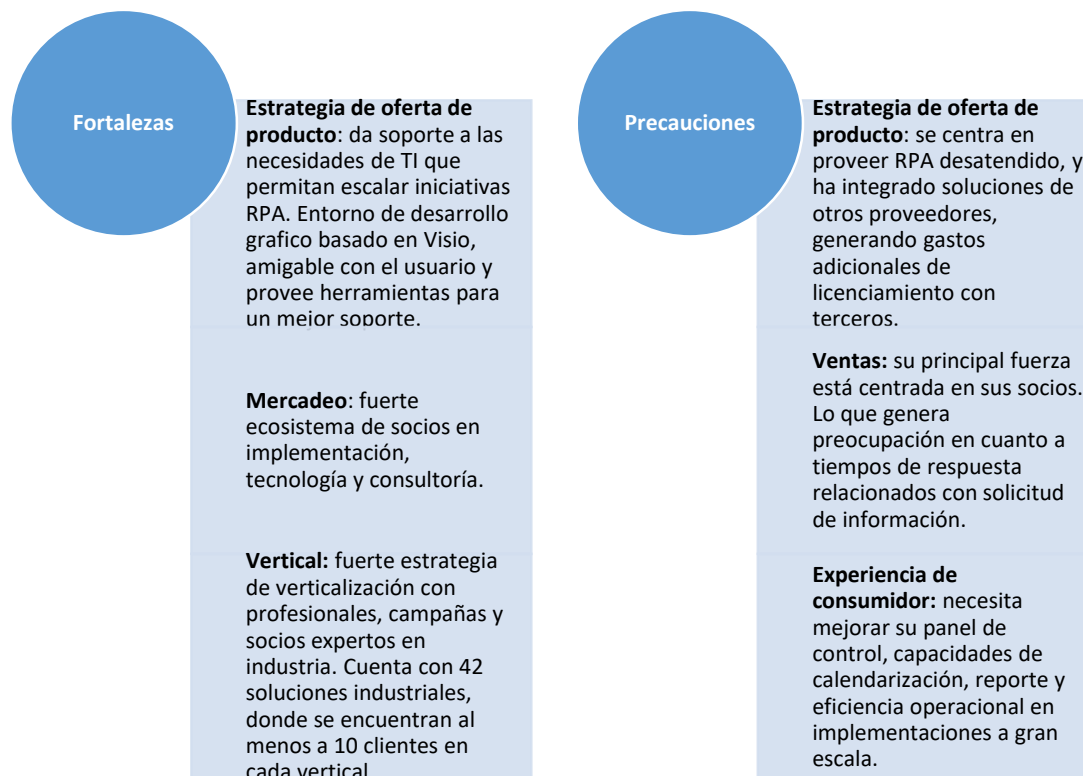 Fortalezas
Estrategia de oferta de
producto: da soporte a las
necesidades de TI que
permitan escalar iniciativas
RPA. Entorno de desarrollo
grafico basado en Visio,
amigable con el usuario y
provee herramientas para
un mejor soporte.
Mercadeo: fuerte
ecosistema de socios en
implementación,
tecnología y consultoría.
Vertical: fuerte estrategia
de verticalización con
profesionales, campañas y
socios expertos en
industria. Cuenta con 42
soluciones industriales,
donde se encuentran al
menos a 10 clientes en
cada vertical
Precauciones
Estrategia de oferta de
producto: se centra en
proveer RPA desatendido, y
ha integrado soluciones de
otros proveedores,
generando gastos
adicionales de
licenciamiento con
terceros.
Ventas: su principal fuerza
está centrada en sus socios.
Lo que genera
preocupación en cuanto a
tiempos de respuesta
relacionados con solicitud
de información.
Experiencia de
consumidor: necesita
mejorar su panel de
control, capacidades de
calendarización, reporte y
eficiencia operacional en
implementaciones a gran
escala.